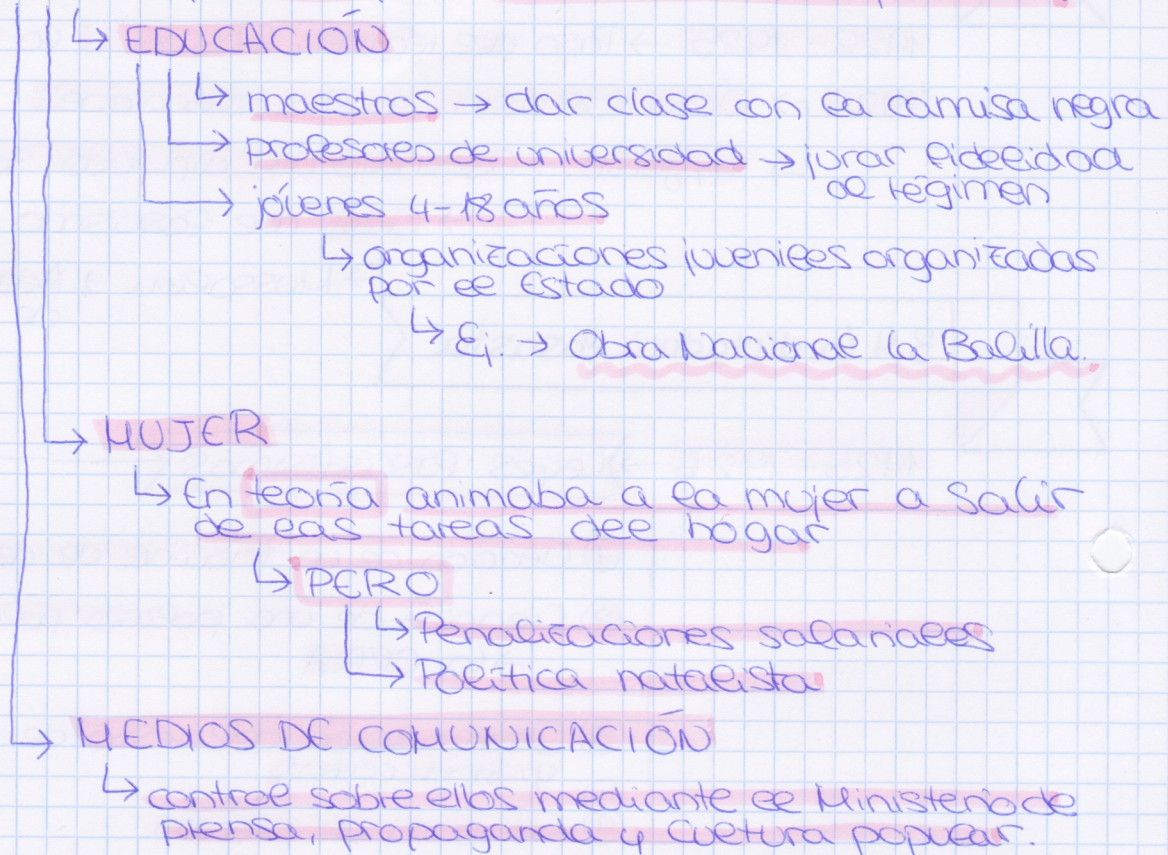 ↳ EDUCACIÓN
↳ maestros → dar clase con la camisa negra
→ profesores de universidad → jurar fidelidad
al régimen
→ jóvenes 4-18 años
↳ organizaciones juveniles organizadas
por el Estado
↳ Ej. → Obra Nacional la Balilla.
→ MUJER
↳ En teoría animaba a la mujer a salir
de las tareas del hogar
↳ PERO
↳ Penalizaciones salariales
→ Política natalista
→ MEDIOS DE COMUNICACIÓN
↳ control sobre ellos mediante el Ministerio de
prensa, propaganda y cultura popular.